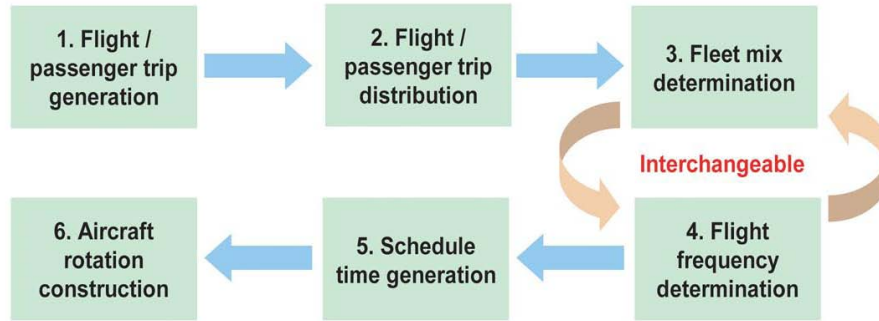 1. Flight /
passenger trip
generation
2. Flight /
passenger trip
distribution
3. Fleet mix
determination
Interchangeable
6. Aircraft
rotation
construction
5. Schedule
time generation
4. Flight
frequency
determination